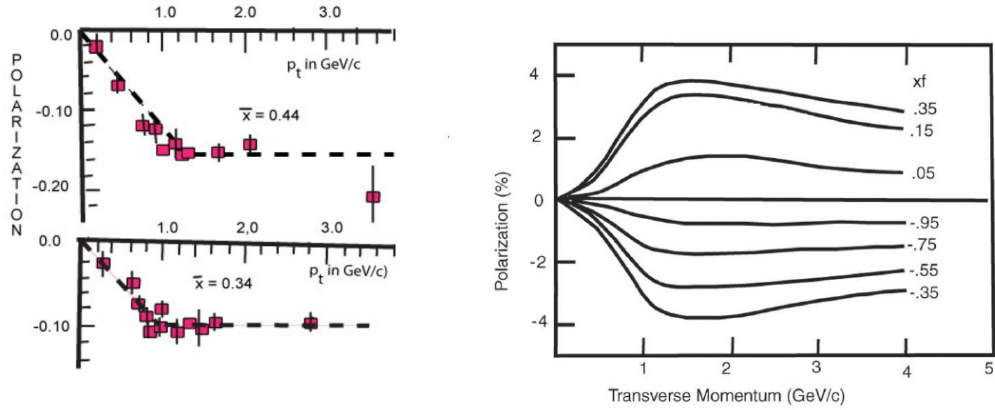 1.0 2.0 3.0
0.0
p t in GeV/c
x = 0.44
-0.10
-0.20
POLARIZATION
1.0 2.0 3.0
0.0
p t in GeV/c)
x = 0.34
-0.10
4
2
0
-2
-4
Polarization (%)
xf
.35
.15
.05
-.95
-.75
-.55
-.35
1 2 3 4 5
Transverse Momentum (GeV/c)